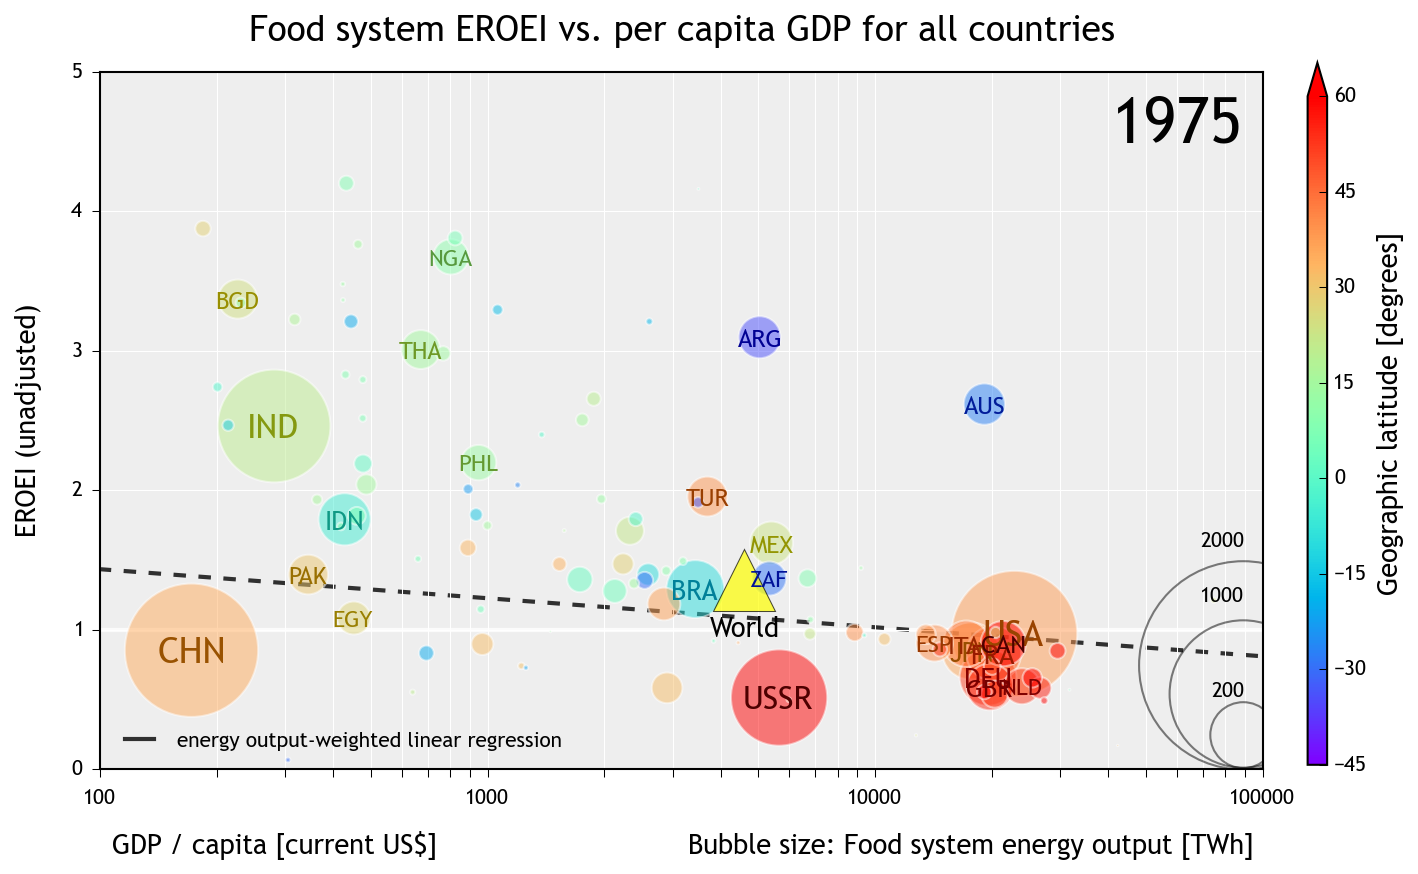 Food system EROEI vs. per capita GDP for all countries
1975
5
4
3
2
1
0
EROEI (unadjusted)
NGA
BGD
THA
ARG
AUS
IND
PHL
TUR
IDN
MEX
PAK
ZAF
BRA
EGY
World
CHN
USSR
USA
ESP
ITA
CAN
FRA
DEU
GBR
NLD
2000
1000
200
energy output-weighted linear regression
100
1000
10000
100000
GDP / capita [current US$]
Bubble size: Food system energy output [TWh]
60
45
30
15
0
−15
−30
−45
Geographic latitude [degrees]